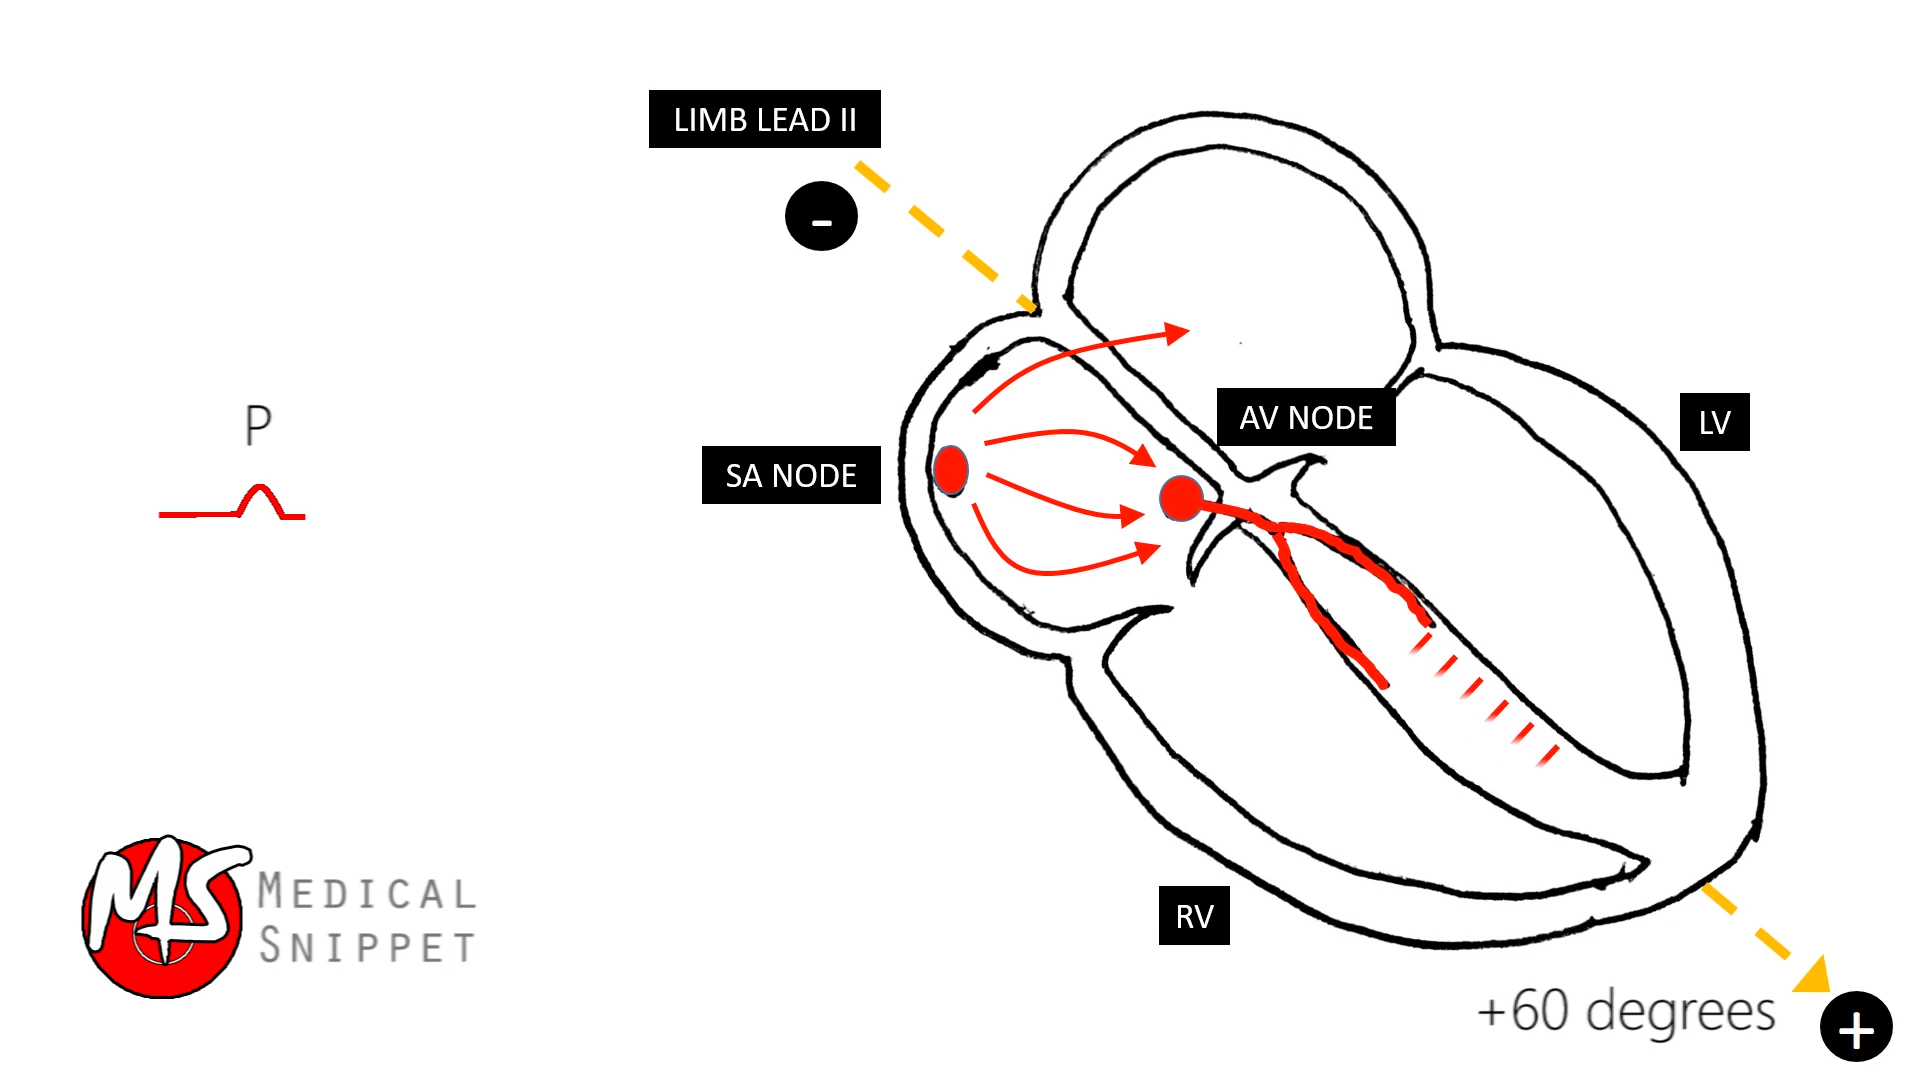 LIMB LEAD II
-
P
SA NODE
AV NODE
LV
RV
+60 degrees
+
MS
MEDICAL
SNIPPET